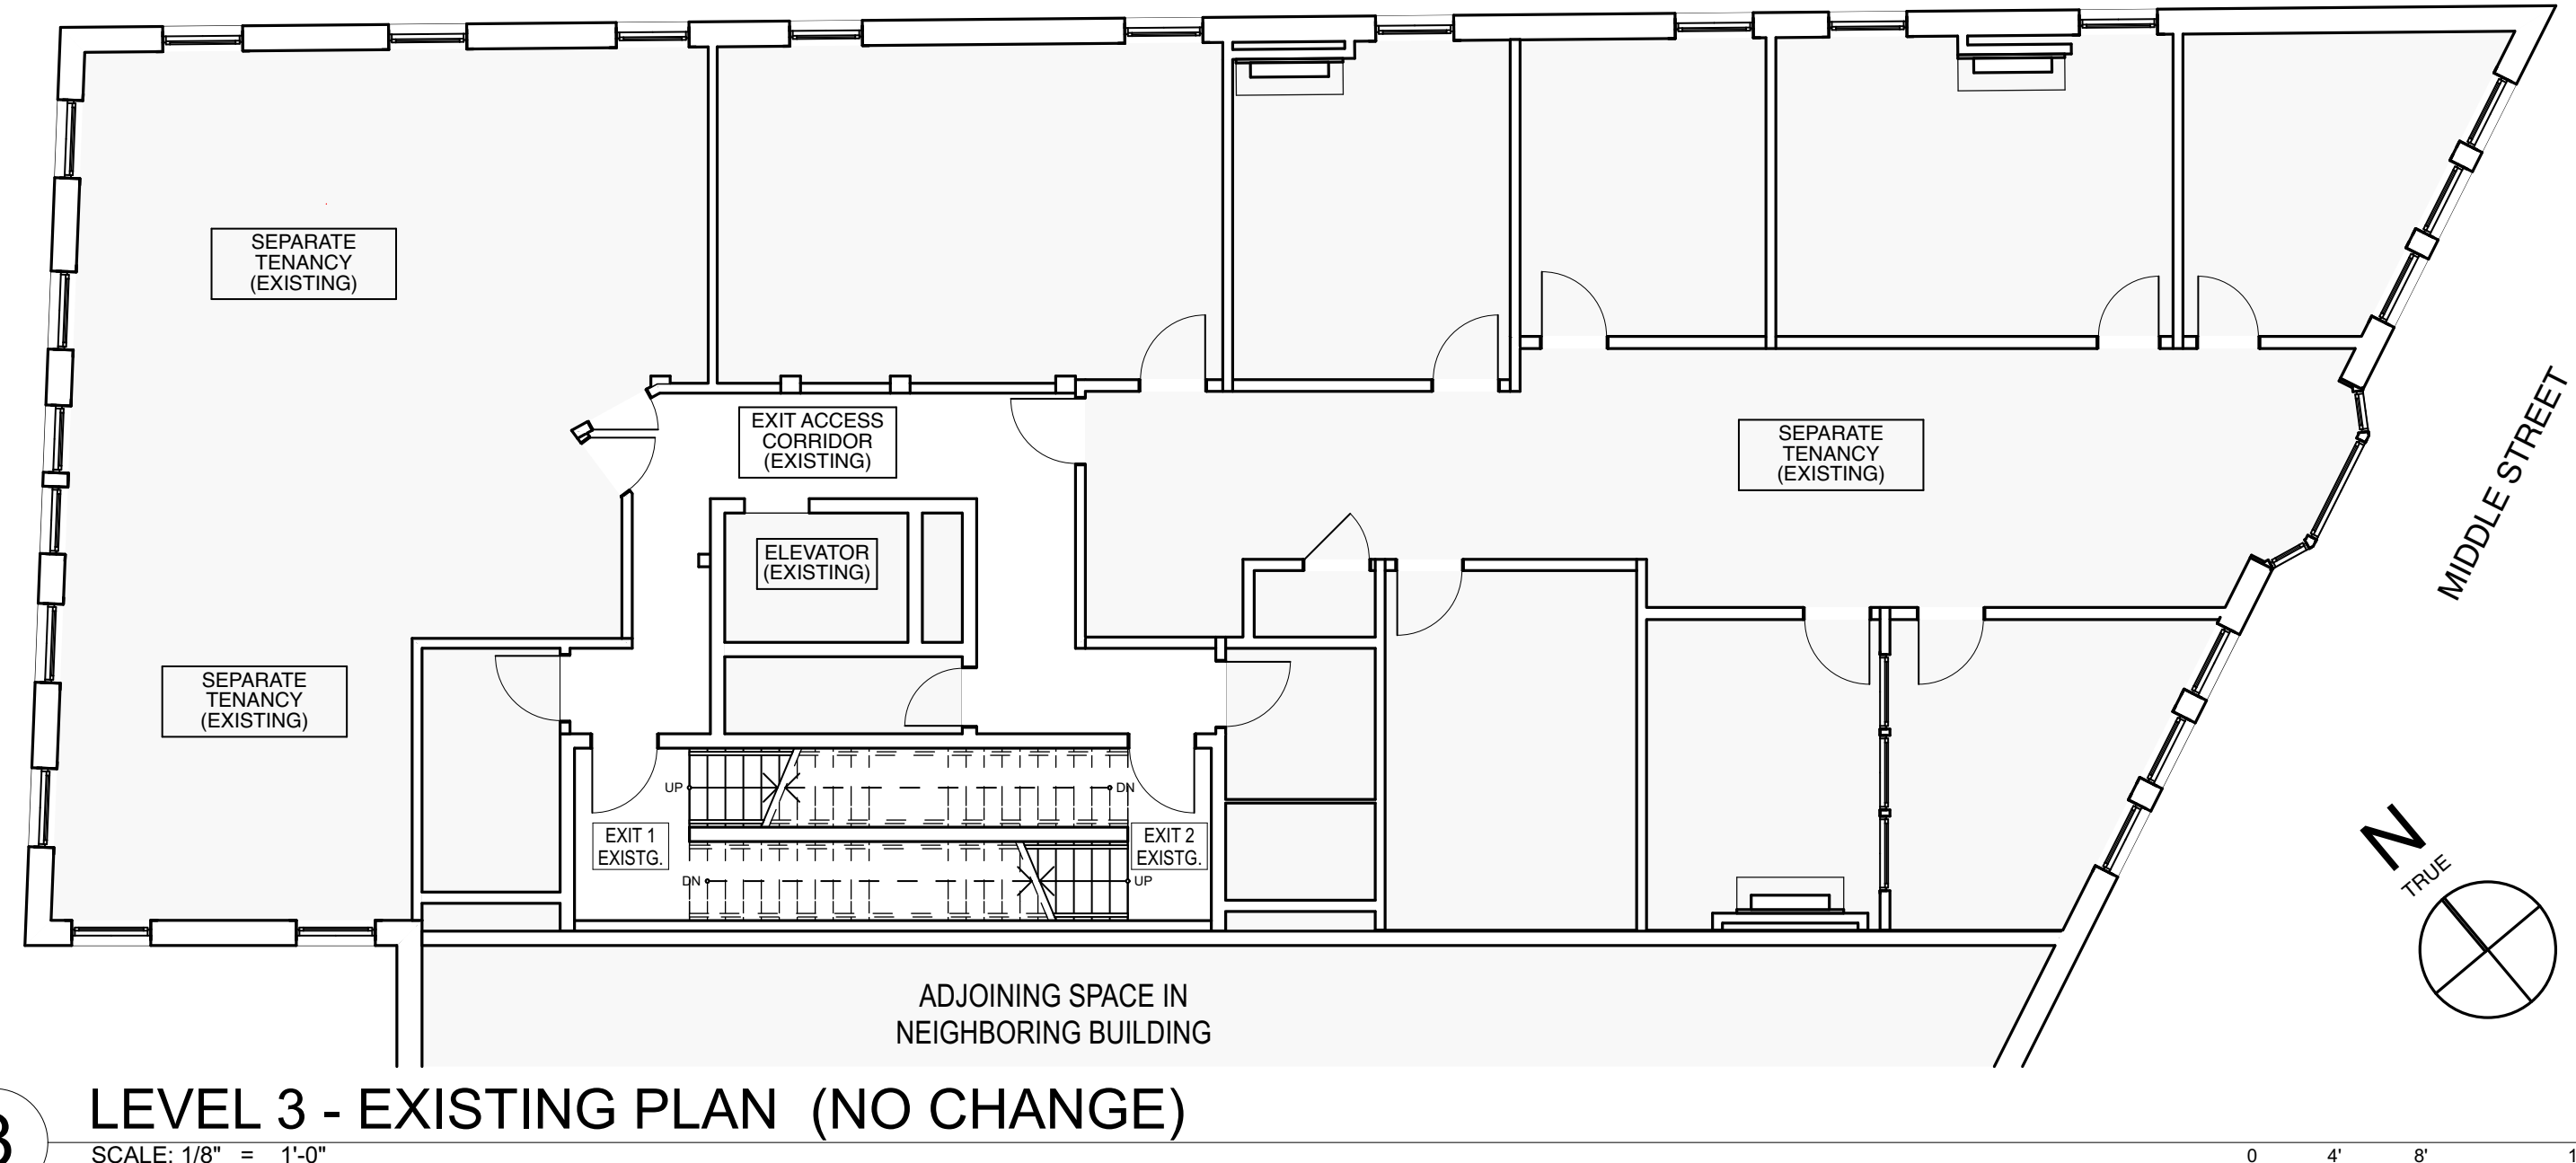 SEPARATE
TENANCY
(EXISTING)
EXIT ACCESS
CORRIDOR
(EXISTING)
SEPARATE
TENANCY
(EXISTING)
MIDDLE STREET
ELEVATOR
(EXISTING)
SEPARATE
TENANCY
(EXISTING)
UP
DN
EXIT 1
EXISTG.
EXIT 2
EXISTG.
DN
UP
N
TRUE
ADJOINING SPACE IN
NEIGHBORING BUILDING
LEVEL 3 - EXISTING PLAN (NO CHANGE)
SCALE: 1/8" = 1'-0"
0 4' 8'